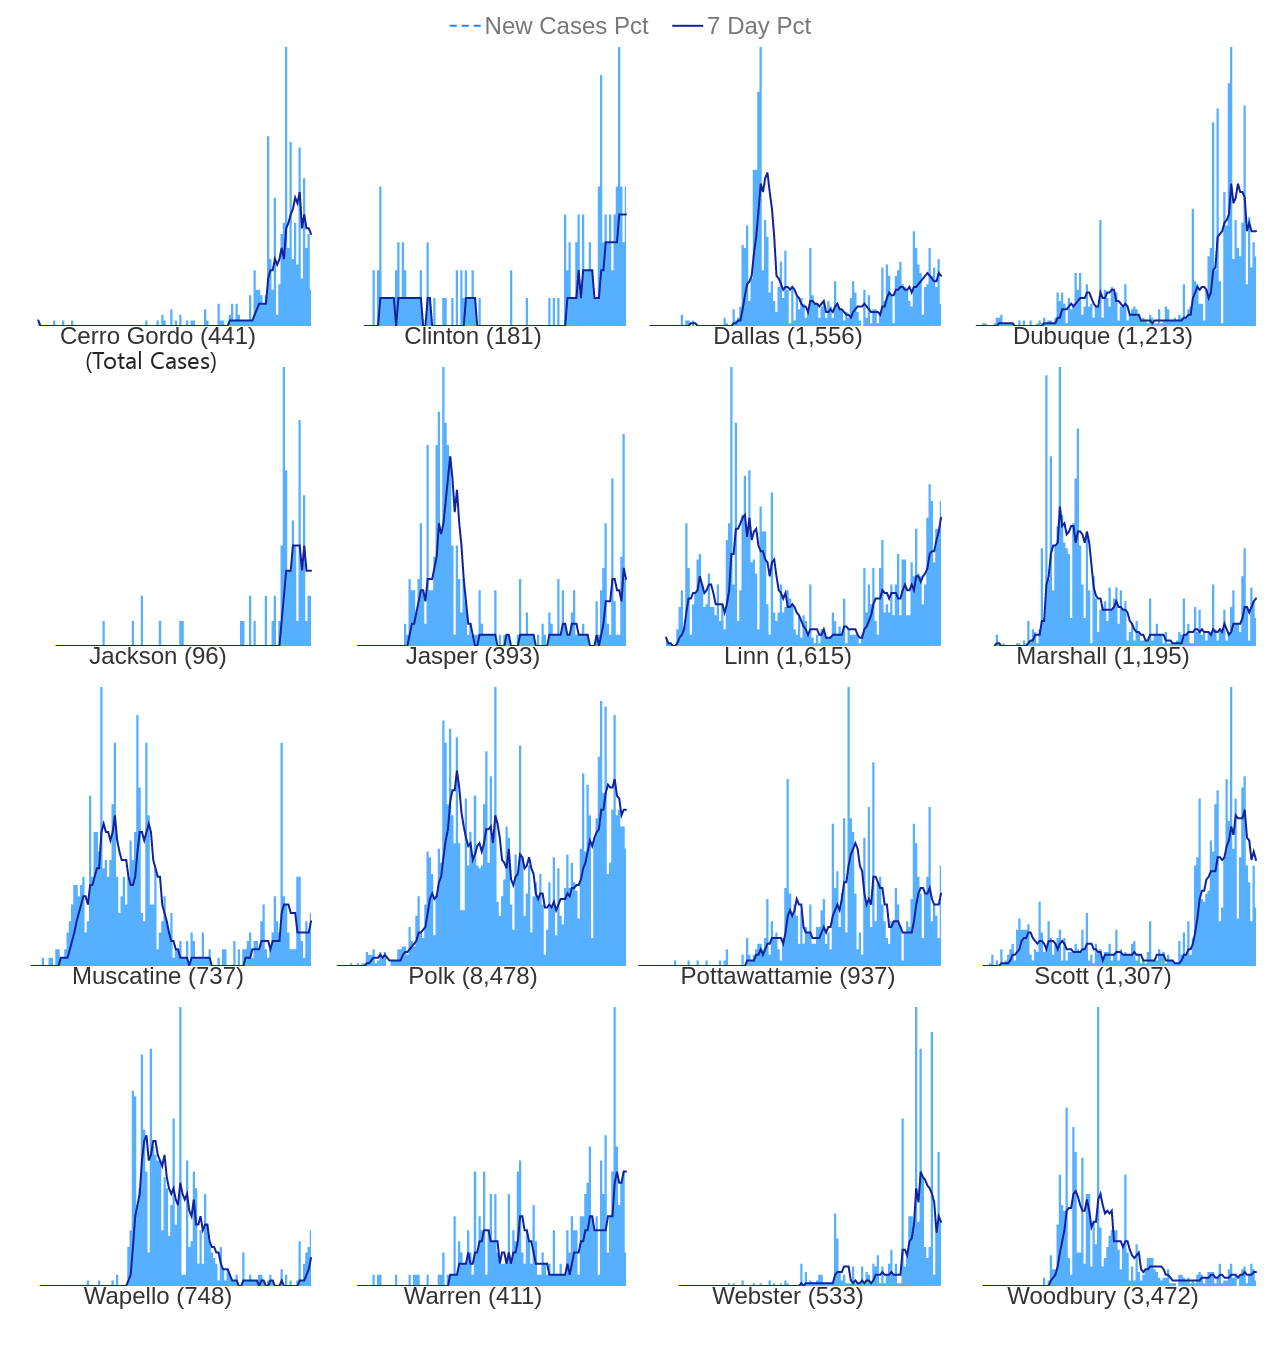 New Cases Pct 7 Day Pct
Cerro Gordo (441) Clinton (181) Dallas (1,556) Dubuque (1,213)
(Total Cases)
Jackson (96) Jasper (393) Linn (1,615) Marshall (1,195)
Muscatine (737) Polk (8,478) Pottawattamie (937) Scott (1,307)
Wapello (748) Warren (411) Webster (533) Woodbury (3,472)